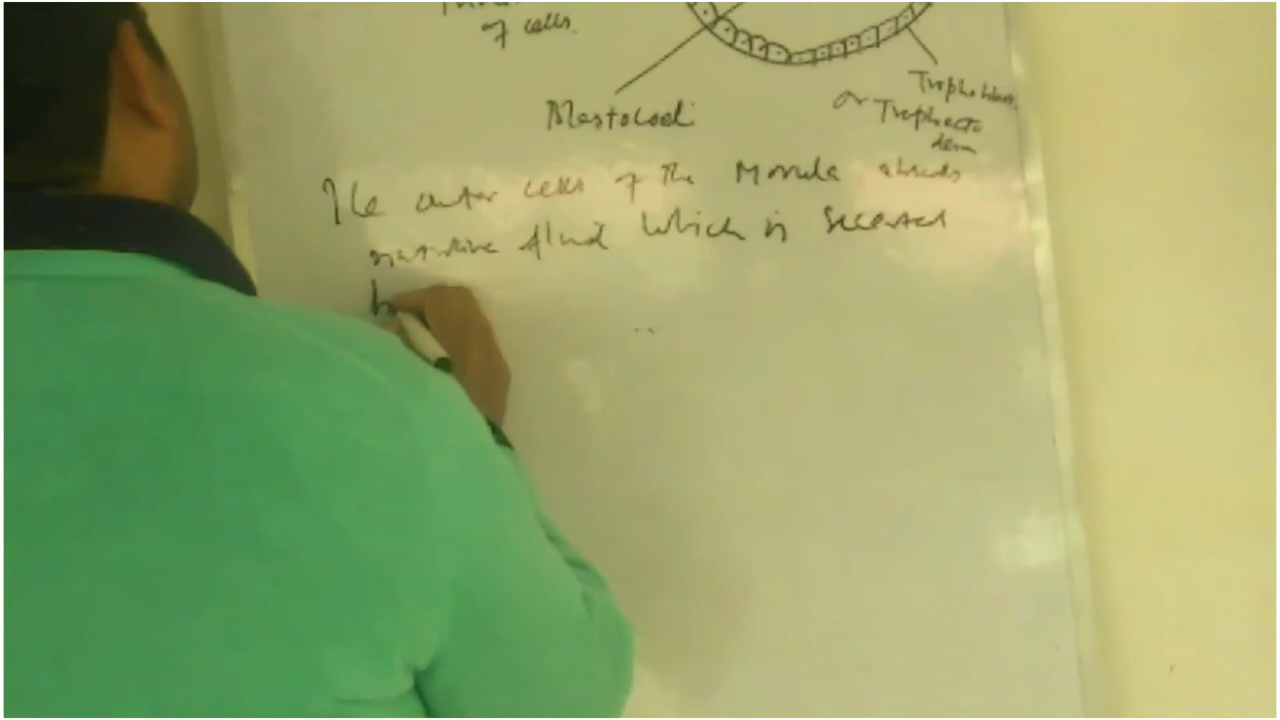 of cells.
Blastocoel
Trophoblast
or Trophecto
derm
The outer cells of the Morula absorbs
nutritive fluid which is secreted
b